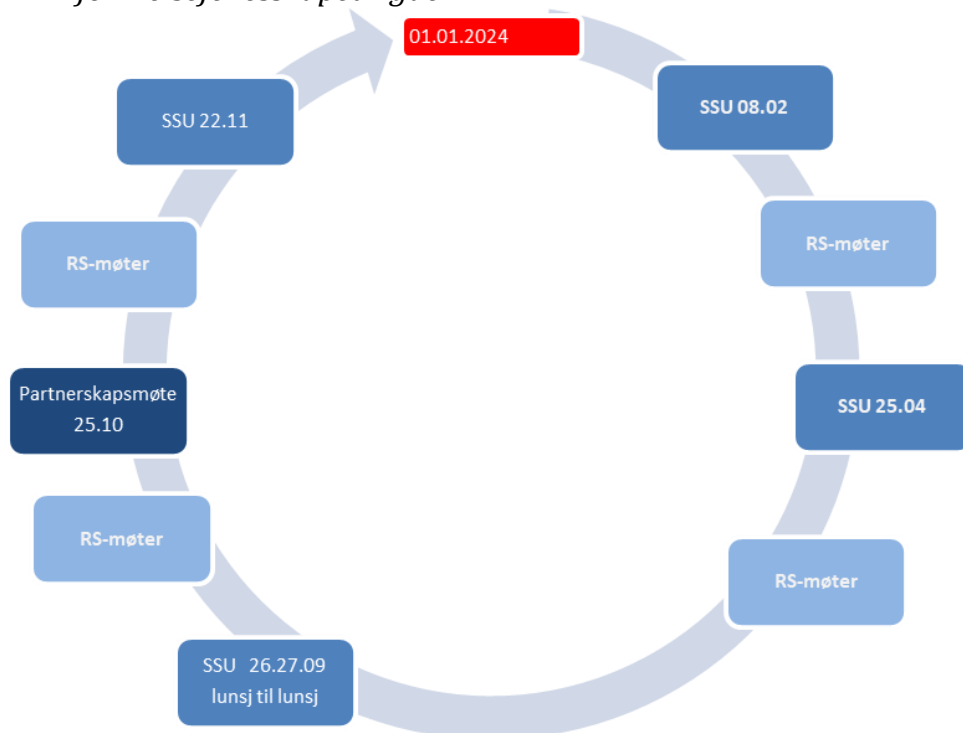 01.01.2024
SSU 08.02
RS-møter
SSU 25.04
RS-møter
SSU 26.27.09
lunsj til lunsj
RS-møter
Partnerskapsmøte
25.10
RS-møter
SSU 22.11